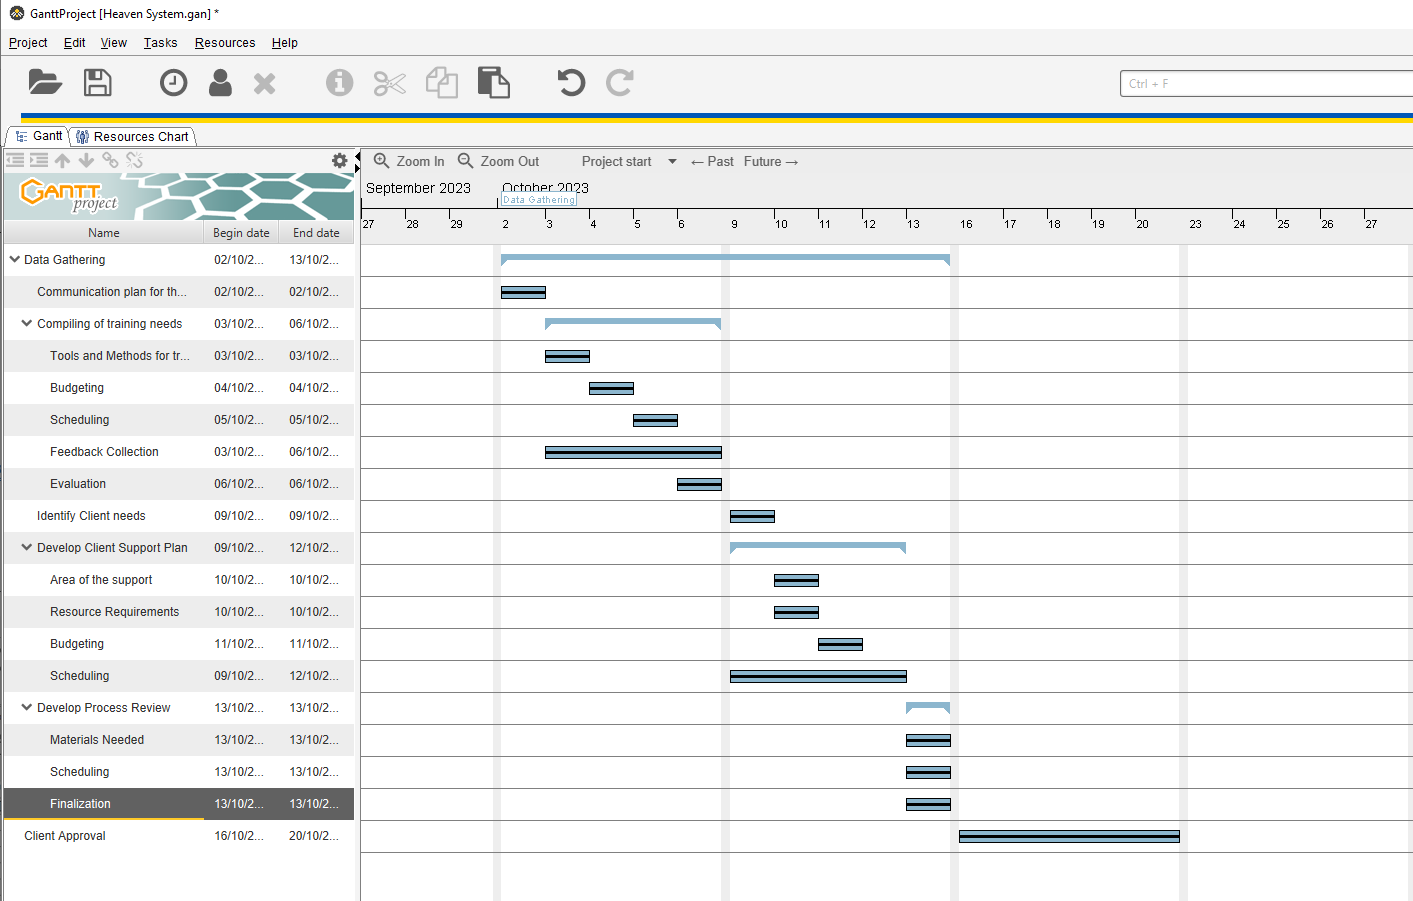 GanttProject [Heaven System.gan] *
Project Edit View Tasks Resources Help
Ctrl + F
Gantt Resources Chart
Zoom In Zoom Out Project start ← Past Future →
GANTT project
September 2023 October 2023
Data Gathering
27 28 29 2 3 4 5 6 9 10 11 12 13 16 17 18 19 20 23 24 25 26 27
Name Begin date End date
Data Gathering 02/10/2... 13/10/2...
Communication plan for th... 02/10/2... 02/10/2...
Compiling of training needs 03/10/2... 06/10/2...
Tools and Methods for tr... 03/10/2... 03/10/2...
Budgeting 04/10/2... 04/10/2...
Scheduling 05/10/2... 05/10/2...
Feedback Collection 03/10/2... 06/10/2...
Evaluation 06/10/2... 06/10/2...
Identify Client needs 09/10/2... 09/10/2...
Develop Client Support Plan 09/10/2... 12/10/2...
Area of the support 10/10/2... 10/10/2...
Resource Requirements 10/10/2... 10/10/2...
Budgeting 11/10/2... 11/10/2...
Scheduling 09/10/2... 12/10/2...
Develop Process Review 13/10/2... 13/10/2...
Materials Needed 13/10/2... 13/10/2...
Scheduling 13/10/2... 13/10/2...
Finalization 13/10/2... 13/10/2...
Client Approval 16/10/2... 20/10/2...